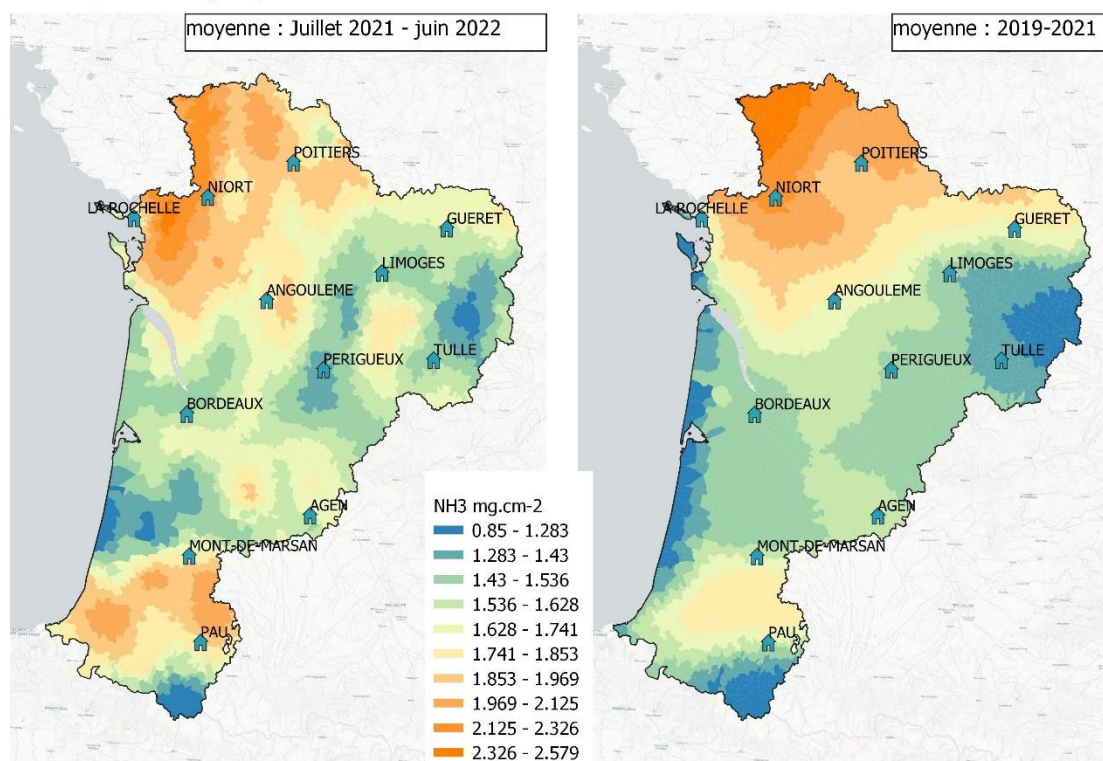 moyenne : Juillet 2021 - juin 2022
POITIERS
NIORT
LA ROCHELLE
GUERET
LIMOGES
ANGOULEME
TULLE
PERIGUEUX
BORDEAUX
AGEN
MONT-DE-MARSAN
PAU
NH3 mg.cm-2
0.85 - 1.283
1.283 - 1.43
1.43 - 1.536
1.536 - 1.628
1.628 - 1.741
1.741 - 1.853
1.853 - 1.969
1.969 - 2.125
2.125 - 2.326
2.326 - 2.579
moyenne : 2019-2021
POITIERS
NIORT
LA ROCHELLE
GUERET
LIMOGES
ANGOULEME
TULLE
PERIGUEUX
BORDEAUX
AGEN
MONT-DE-MARSAN
PAU